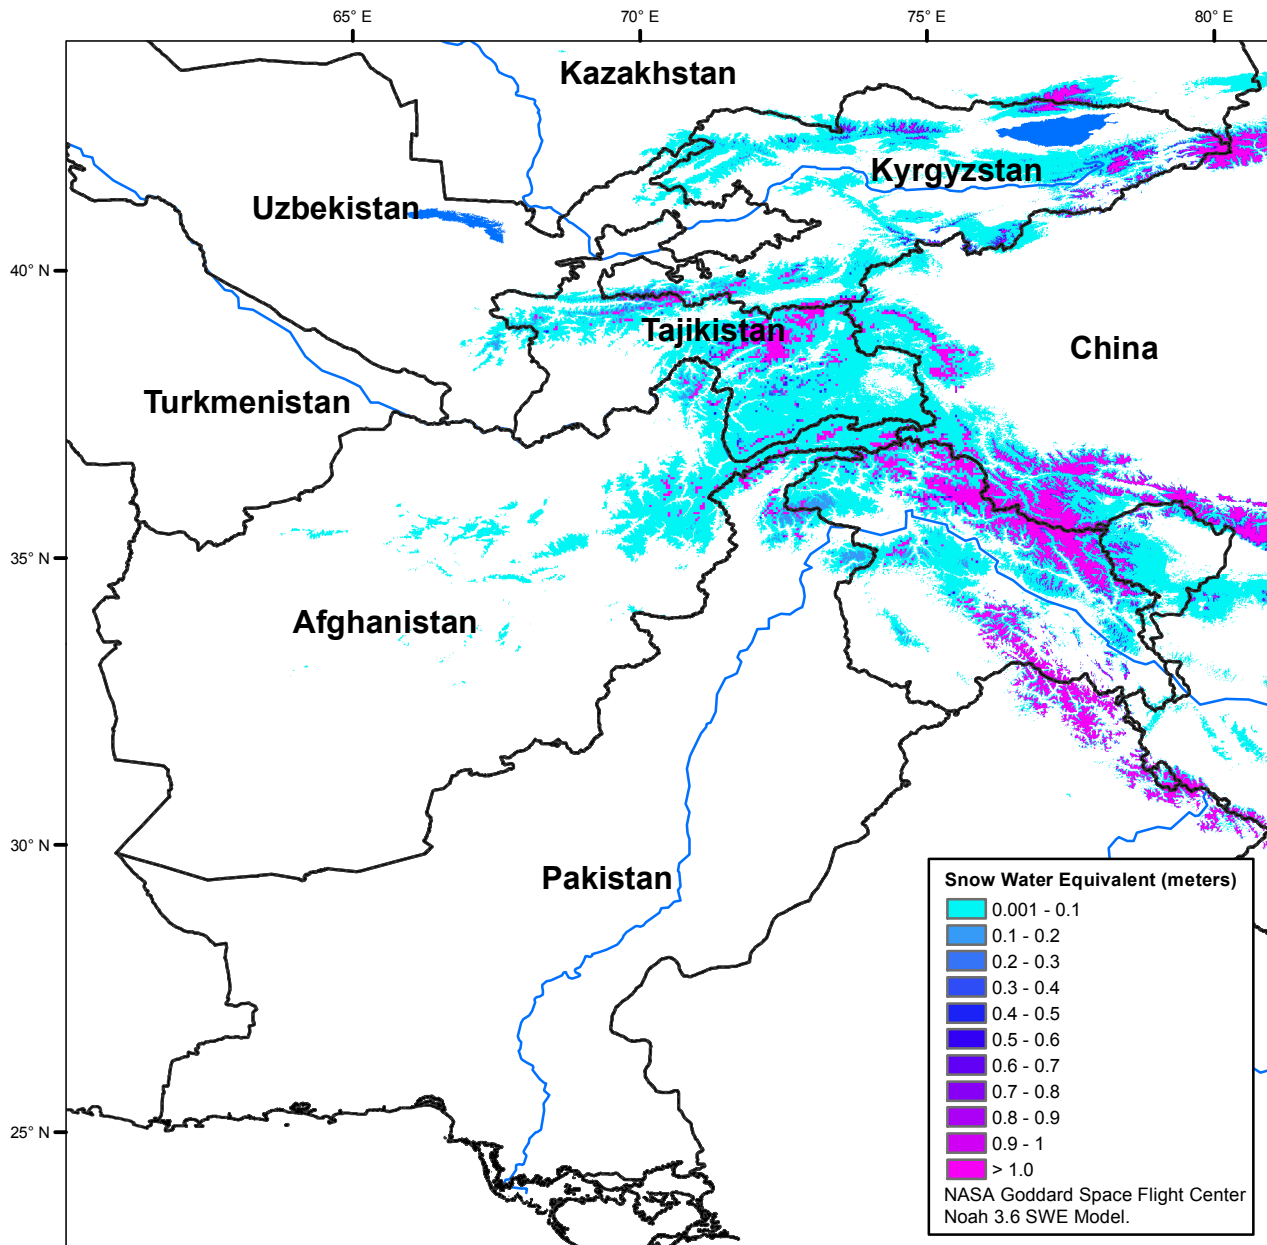 65° E
70° E
75° E
80° E
Kazakhstan
Kyrgyzstan
Uzbekistan
40° N
Tajikistan
China
Turkmenistan
35° N
Afghanistan
30° N
Pakistan
25° N
Snow Water Equivalent (meters)
0.001 - 0.1
0.1 - 0.2
0.2 - 0.3
0.3 - 0.4
0.4 - 0.5
0.5 - 0.6
0.6 - 0.7
0.7 - 0.8
0.8 - 0.9
0.9 - 1
> 1.0
NASA Goddard Space Flight Center
Noah 3.6 SWE Model.